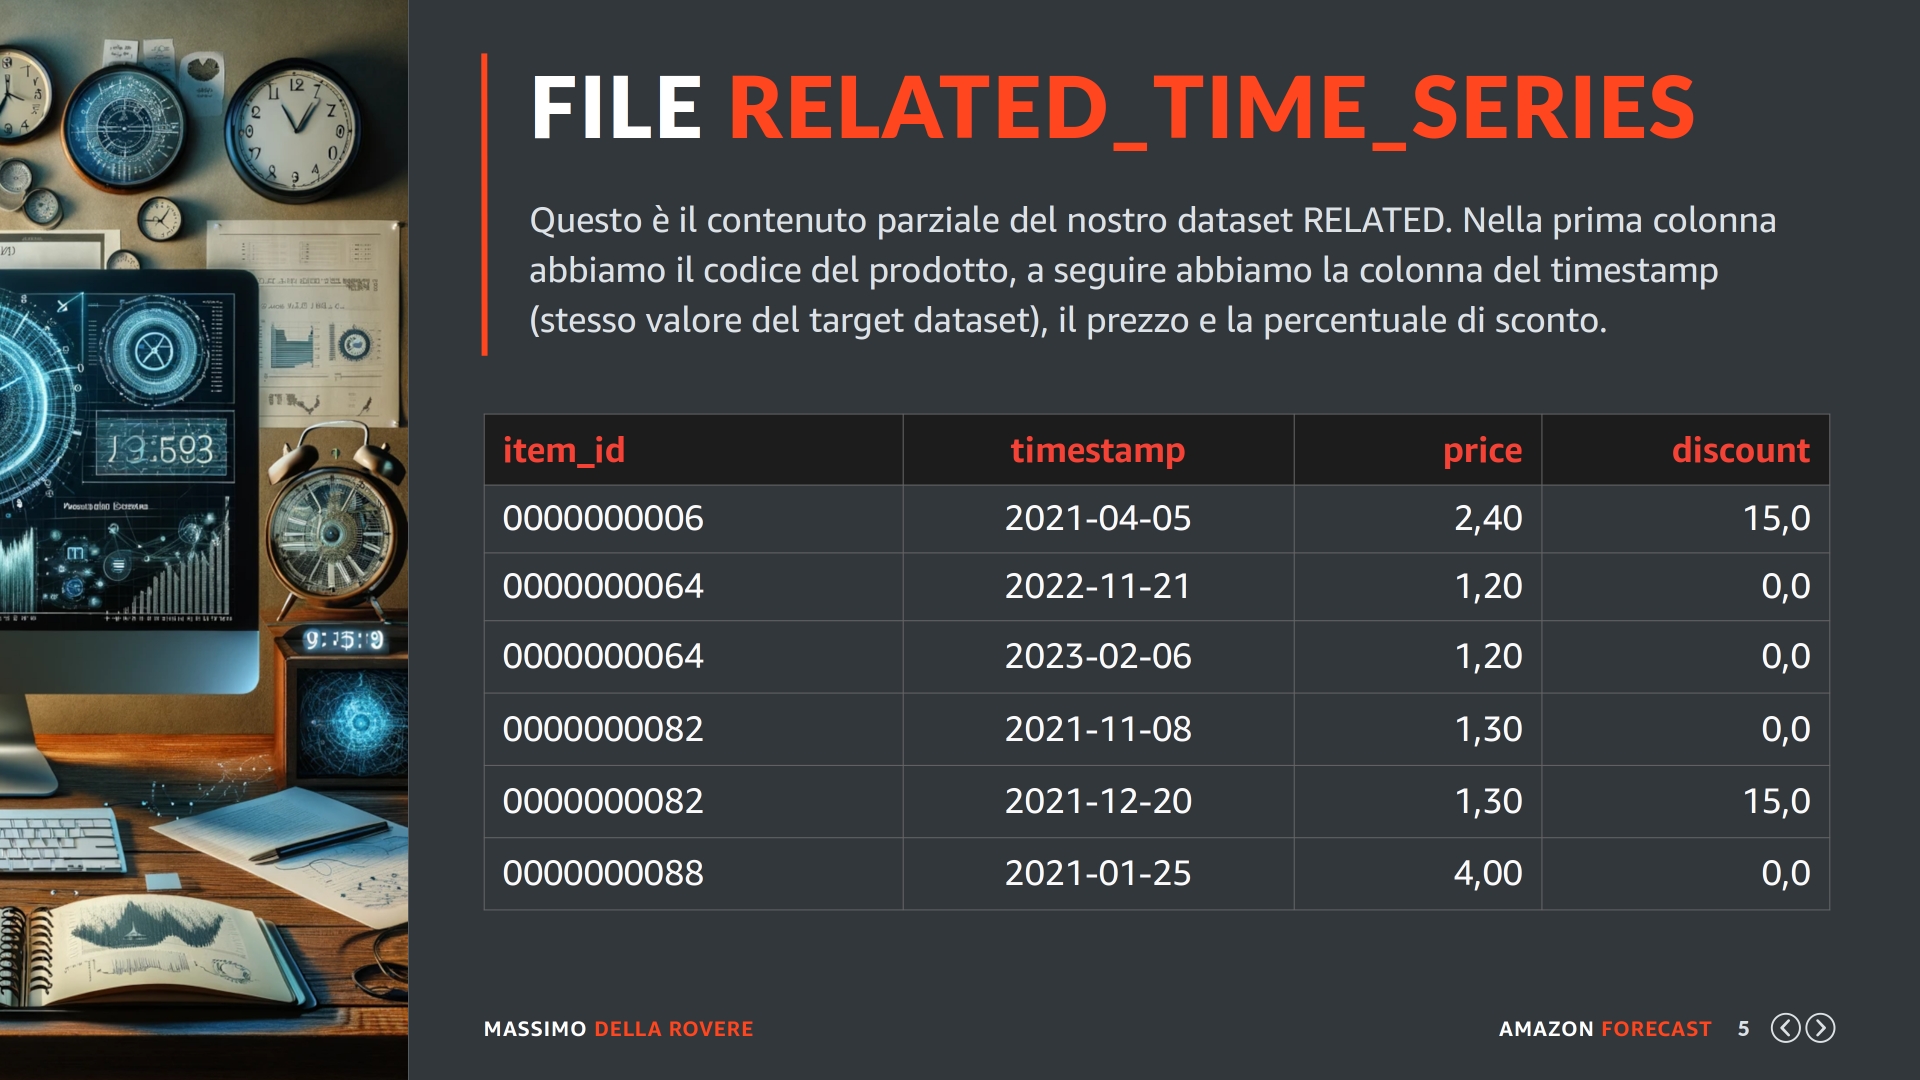 FILE RELATED_TIME_SERIES
Questo è il contenuto parziale del nostro dataset RELATED. Nella prima colonna
abbiamo il codice del prodotto, a seguire abbiamo la colonna del timestamp
(stesso valore del target dataset), il prezzo e la percentuale di sconto.
item_id timestamp price discount
0000000006 2021-04-05 2,40 15,0
0000000064 2022-11-21 1,20 0,0
0000000064 2023-02-06 1,20 0,0
0000000082 2021-11-08 1,30 0,0
0000000082 2021-12-20 1,30 15,0
0000000088 2021-01-25 4,00 0,0
MASSIMO DELLA ROVERE
AMAZON FORECAST 5